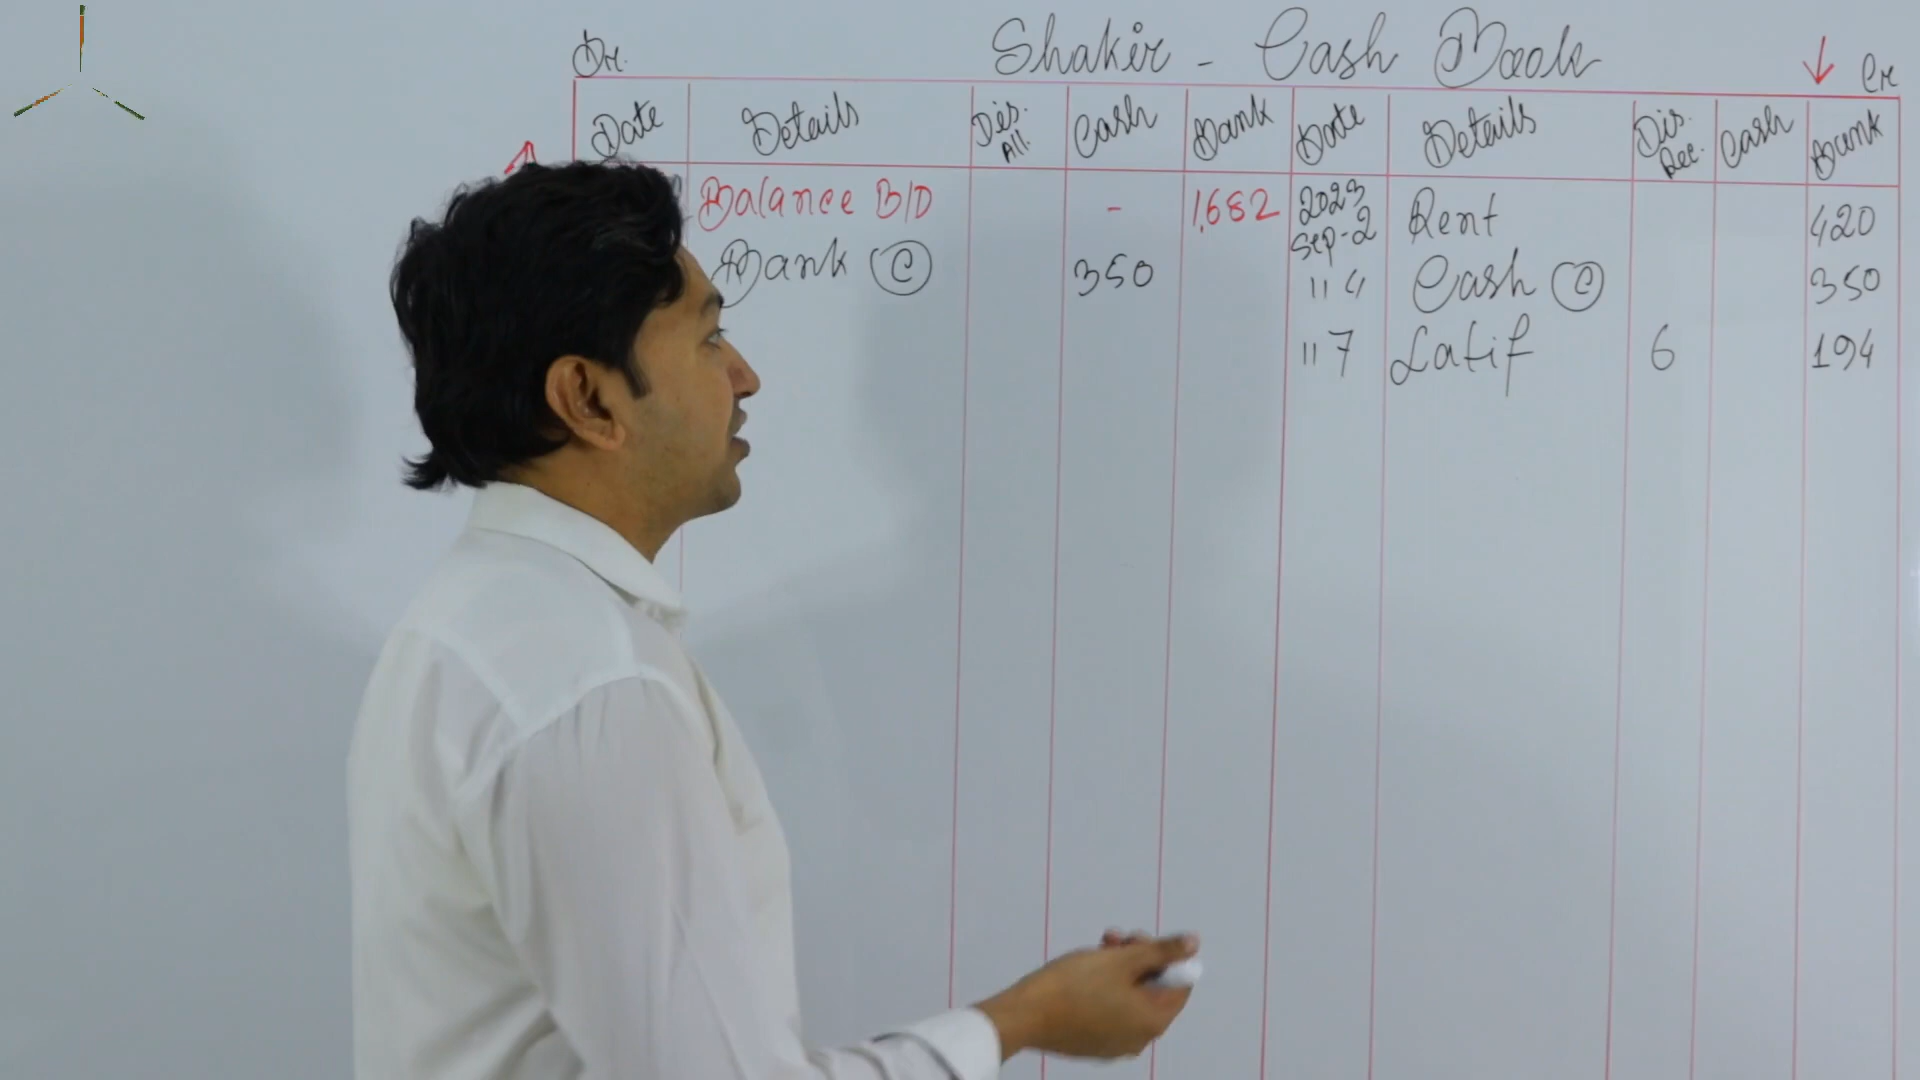 Dr. Shakir - Cash Book Cr
Date Details Dis. All. Cash Bank Date Details Dis. Rec. Cash Bank
Balance B/D - 1,682 2023 Sep-2 Rent 420
Bank C 350 " 4 Cash C 350
" 7 Latif 6 194